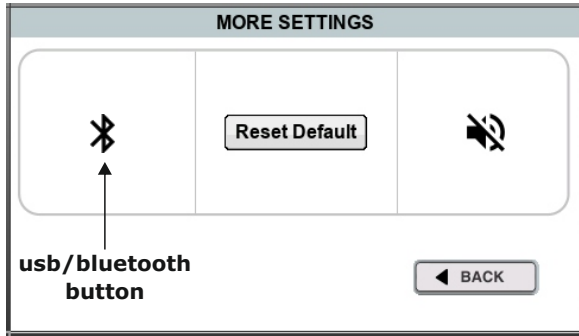 MORE SETTINGS
Reset Default
usb/bluetooth
button
BACK